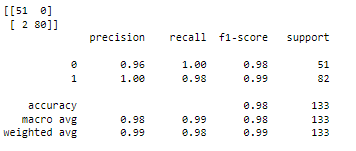 [[51  0]
 [ 2 80]]
              precision    recall  f1-score   support

           0       0.96      1.00      0.98        51
           1       1.00      0.98      0.99        82

    accuracy                           0.98       133
   macro avg       0.98      0.99      0.98       133
weighted avg       0.99      0.98      0.99       133